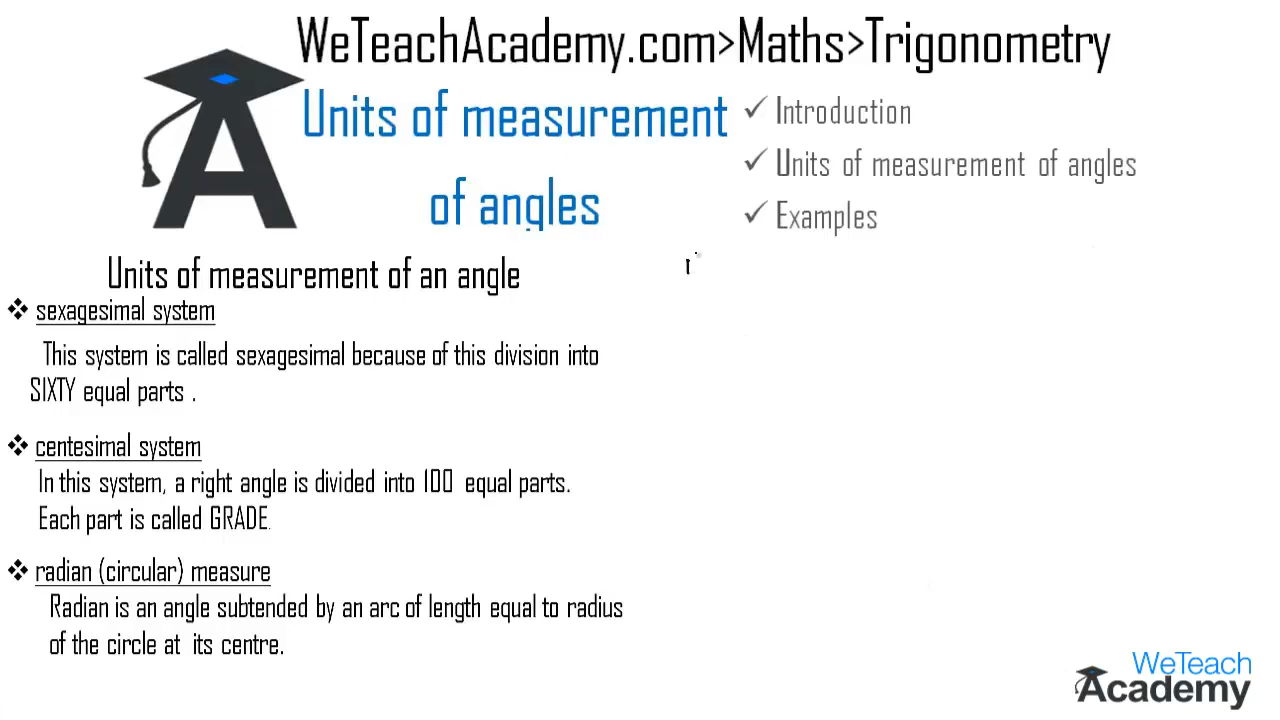 WeTeachAcademy.com>Maths>Trigonometry
Units of measurement
of angles
✓ Introduction
✓ Units of measurement of angles
✓ Examples
Units of measurement of an angle
❖ sexagesimal system
This system is called sexagesimal because of this division into
SIXTY equal parts .
❖ centesimal system
In this system, a right angle is divided into 100 equal parts.
Each part is called GRADE.
❖ radian (circular) measure
Radian is an angle subtended by an arc of length equal to radius
of the circle at its centre.
WeTeach
Academy